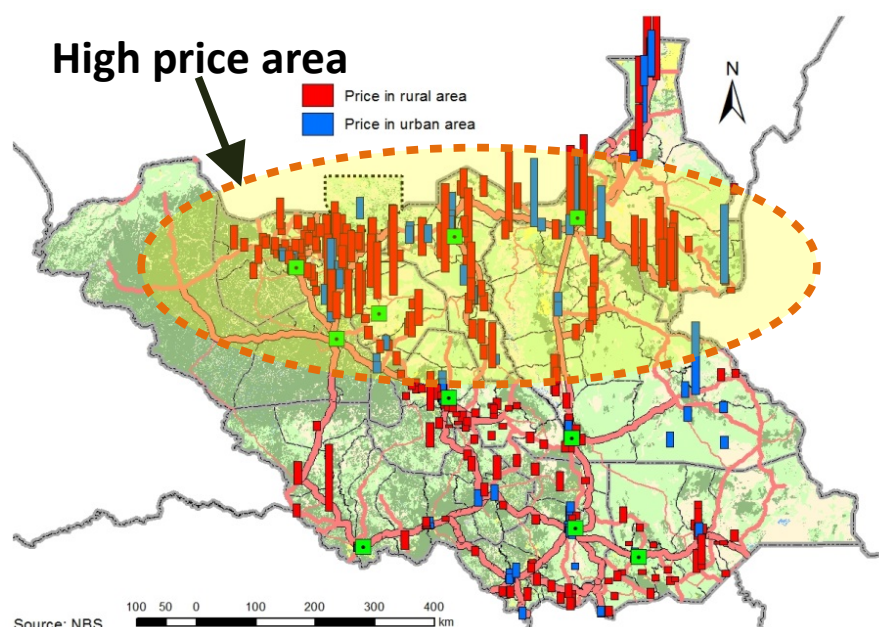 High price area
Price in rural area
Price in urban area
N
Source: NBS
100 50 0 100 200 300 400
km